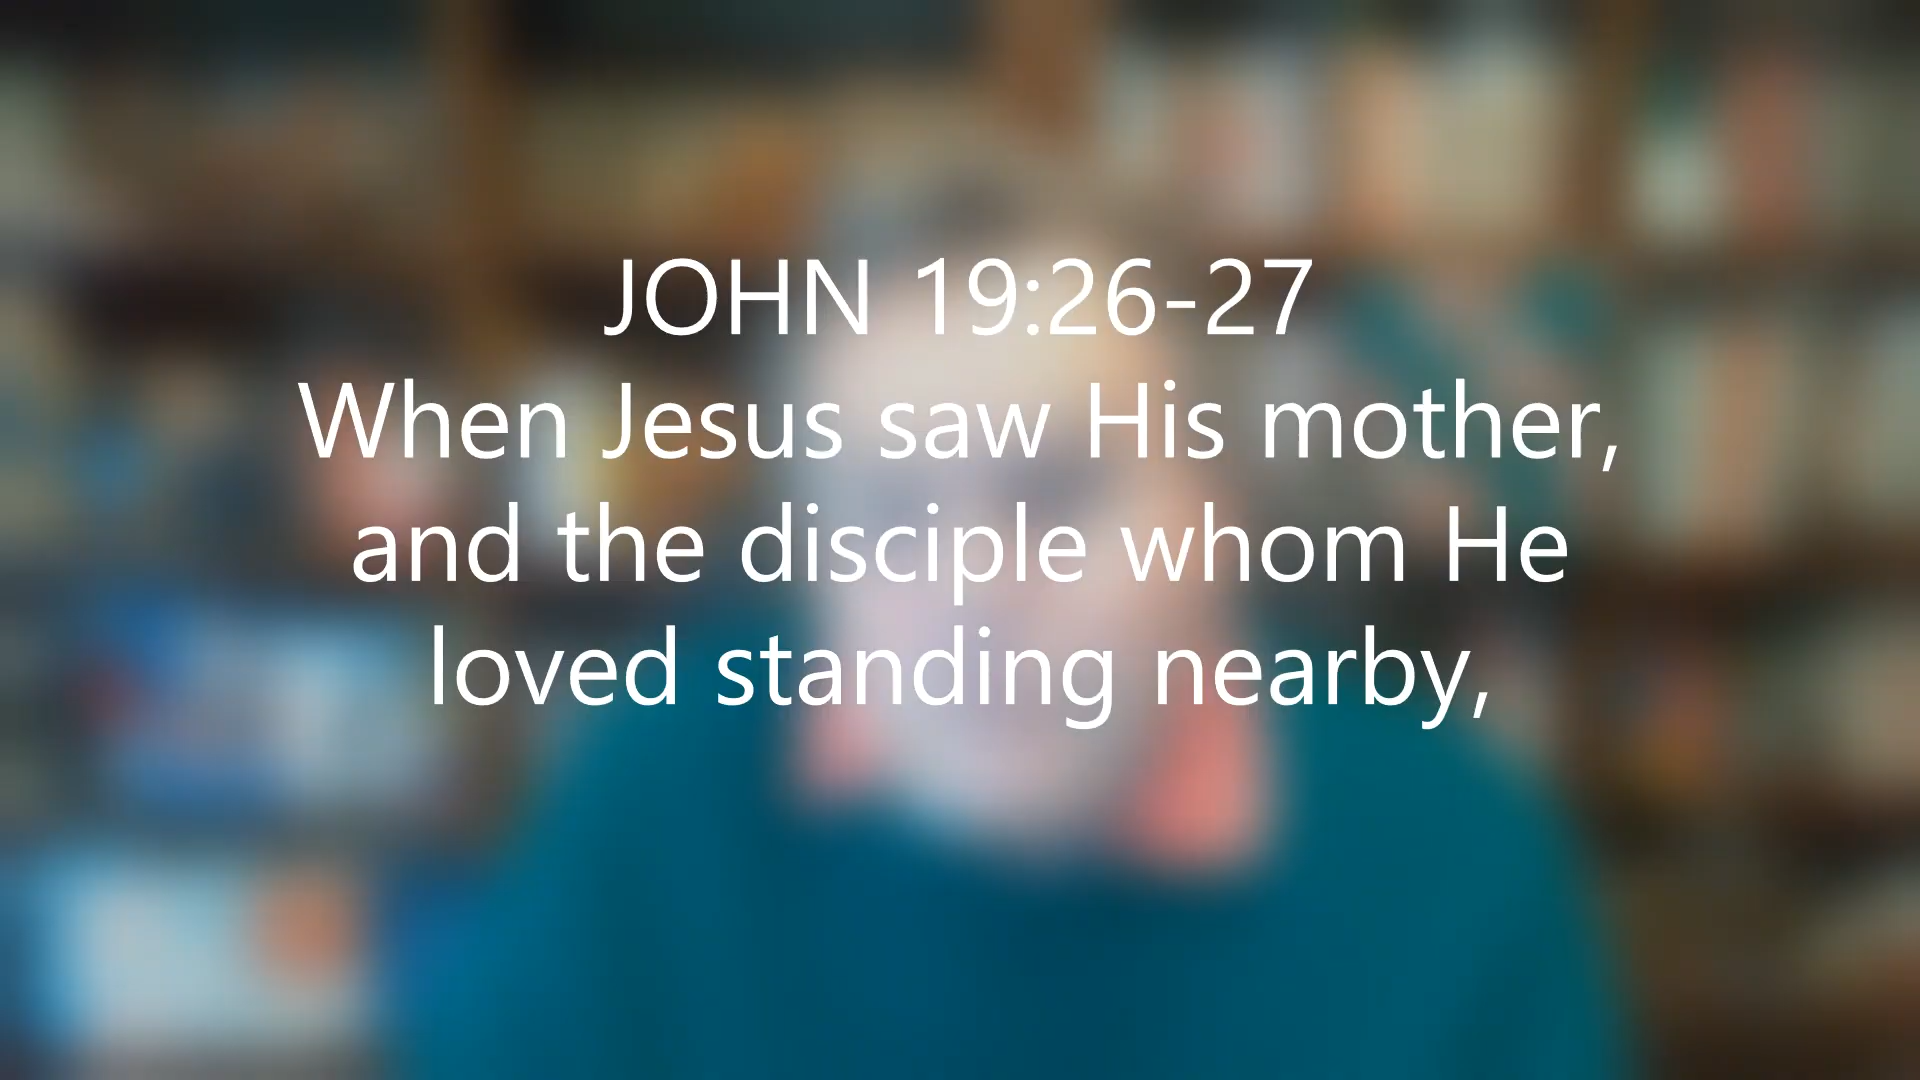 JOHN 19:26-27
When Jesus saw His mother,
and the disciple whom He
loved standing nearby,